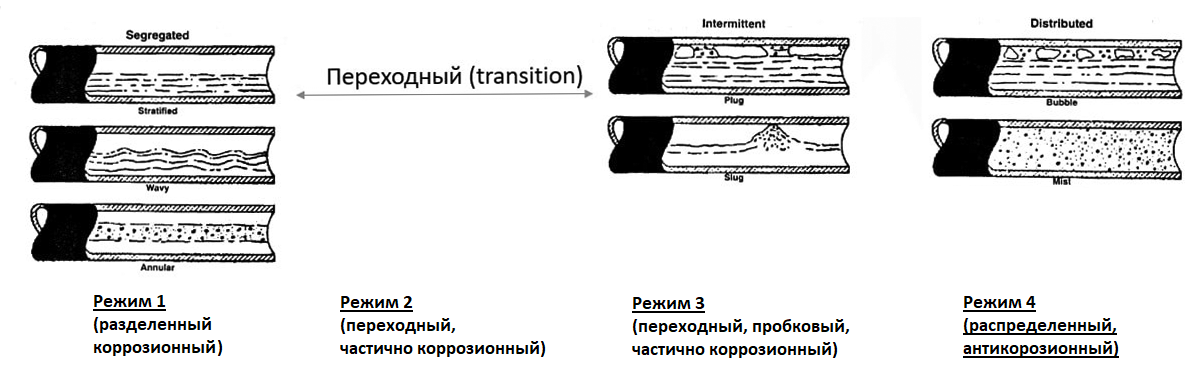 Segregated
Stratified
Wavy
Annular
Переходный (transition)
Intermittent
Plug
Slug
Distributed
Bubble
Mist
Режим 1
(разделенный
коррозионный)
Режим 2
(переходный,
частично коррозионный)
Режим 3
(переходный, пробковый,
частично коррозионный)
Режим 4
(распределенный,
антикорозионный)